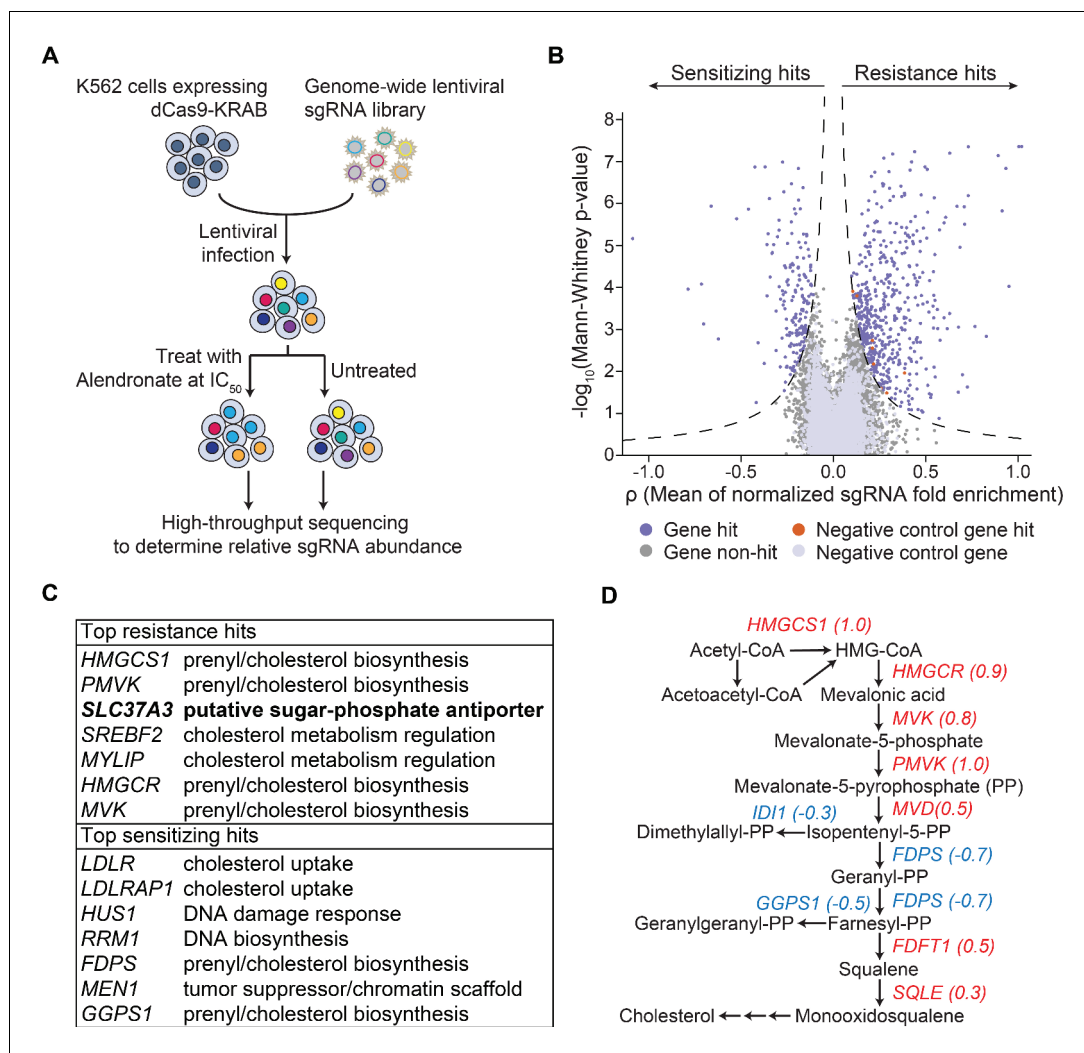 A
K562 cells expressing
dCas9-KRAB
Genome-wide lentiviral
sgRNA library
Lentiviral
infection
Treat with
Alendronate at IC50
Untreated
High-throughput sequencing
to determine relative sgRNA abundance
B
Sensitizing hits
Resistance hits
-log10(Mann-Whitney p-value)
8
7
6
5
4
3
2
1
0
-1.0
-0.5
0.0
0.5
1.0
ρ (Mean of normalized sgRNA fold enrichment)
Gene hit
Negative control gene hit
Gene non-hit
Negative control gene
C
Top resistance hits
HMGCS1 prenyl/cholesterol biosynthesis
PMVK prenyl/cholesterol biosynthesis
SLC37A3 putative sugar-phosphate antiporter
SREBF2 cholesterol metabolism regulation
MYLIP cholesterol metabolism regulation
HMGCR prenyl/cholesterol biosynthesis
MVK prenyl/cholesterol biosynthesis
Top sensitizing hits
LDLR cholesterol uptake
LDLRAP1 cholesterol uptake
HUS1 DNA damage response
RRM1 DNA biosynthesis
FDPS prenyl/cholesterol biosynthesis
MEN1 tumor suppressor/chromatin scaffold
GGPS1 prenyl/cholesterol biosynthesis
D
HMGCS1 (1.0)
Acetyl-CoA
HMG-CoA
HMGCR (0.9)
Acetoacetyl-CoA
Mevalonic acid
MVK (0.8)
Mevalonate-5-phosphate
PMVK (1.0)
Mevalonate-5-pyrophosphate (PP)
IDI1 (-0.3)
MVD(0.5)
Dimethylallyl-PP
Isopentenyl-5-PP
FDPS (-0.7)
Geranyl-PP
GGPS1 (-0.5)
FDPS (-0.7)
Geranylgeranyl-PP
Farnesyl-PP
FDFT1 (0.5)
Squalene
SQLE (0.3)
Cholesterol
Monooxidosqualene